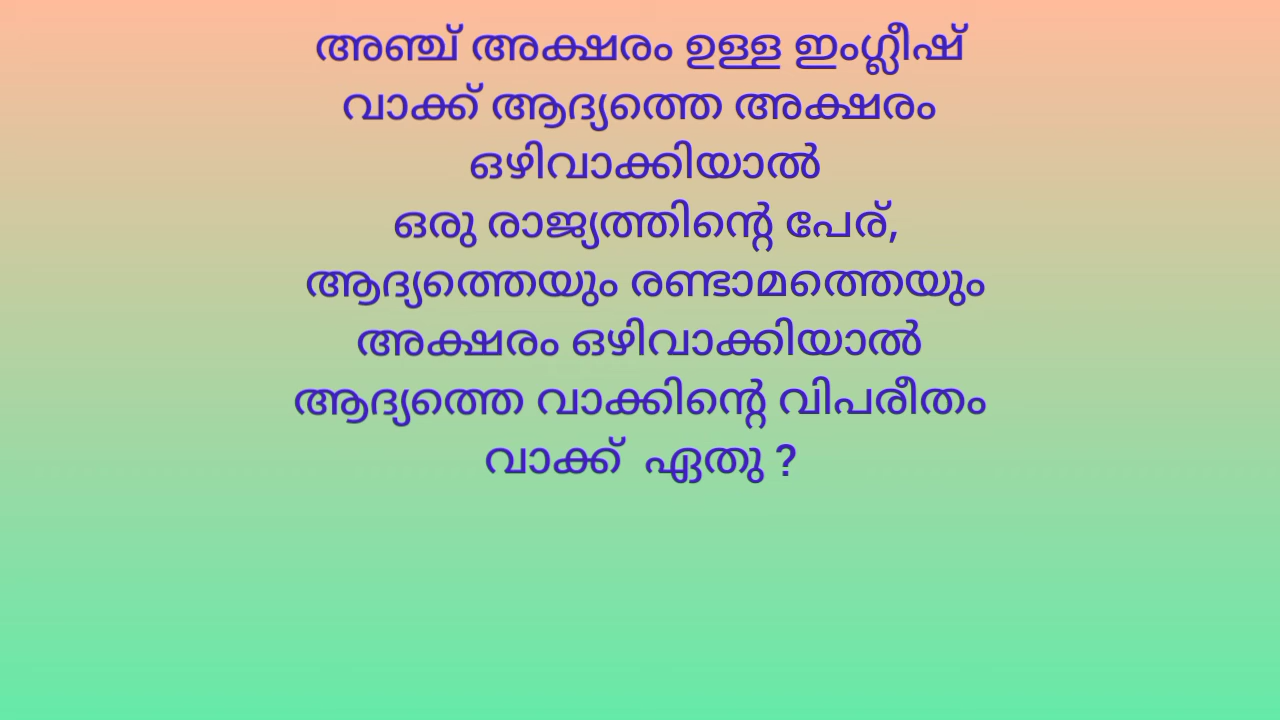 അഞ്ച് അക്ഷരം ഉള്ള ഇംഗ്ലീഷ്
വാക്ക് ആദ്യത്തെ അക്ഷരം
ഒഴിവാക്കിയാൽ
ഒരു രാജ്യത്തിന്റെ പേര്,
ആദ്യത്തെയും രണ്ടാമത്തെയും
അക്ഷരം ഒഴിവാക്കിയാൽ
ആദ്യത്തെ വാക്കിന്റെ വിപരീതം
വാക്ക് ഏതു ?